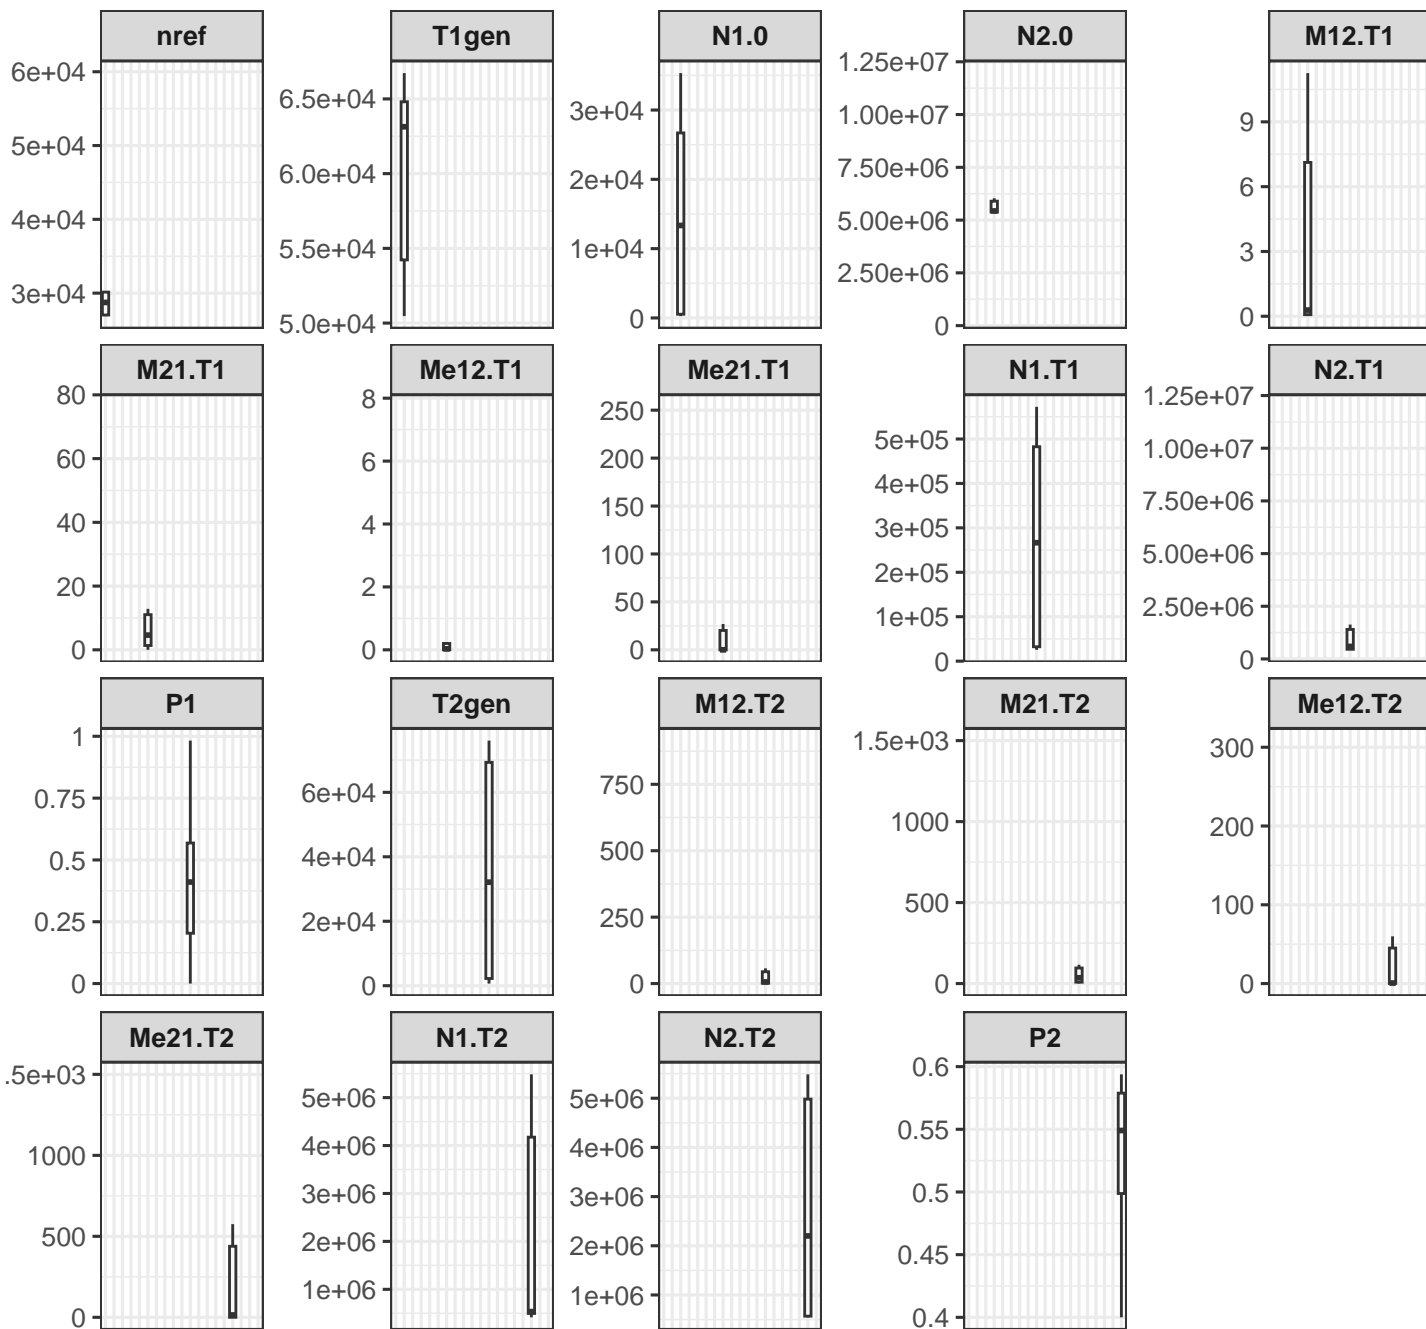 nref T1gen N1.0 N2.0 M12.T1
6e+04 5e+04 4e+04 3e+04
6.5e+04 6.0e+04 5.5e+04 5.0e+04
3e+04 2e+04 1e+04 0
1.25e+07 1.00e+07 7.50e+06 5.00e+06 2.50e+06 0
9 6 3 0
M21.T1 Me12.T1 Me21.T1 N1.T1 N2.T1
80 60 40 20 0
8 6 4 2 0
250 200 150 100 50 0
5e+05 4e+05 3e+05 2e+05 1e+05 0
1.25e+07 1.00e+07 7.50e+06 5.00e+06 2.50e+06 0
P1 T2gen M12.T2 M21.T2 Me12.T2
1 0.75 0.5 0.25 0
6e+04 4e+04 2e+04 0
750 500 250 0
1.5e+03 1000 500 0
300 200 100 0
Me21.T2 N1.T2 N2.T2 P2
.5e+03 1000 500 0
5e+06 4e+06 3e+06 2e+06 1e+06
5e+06 4e+06 3e+06 2e+06 1e+06
0.6 0.55 0.5 0.45 0.4